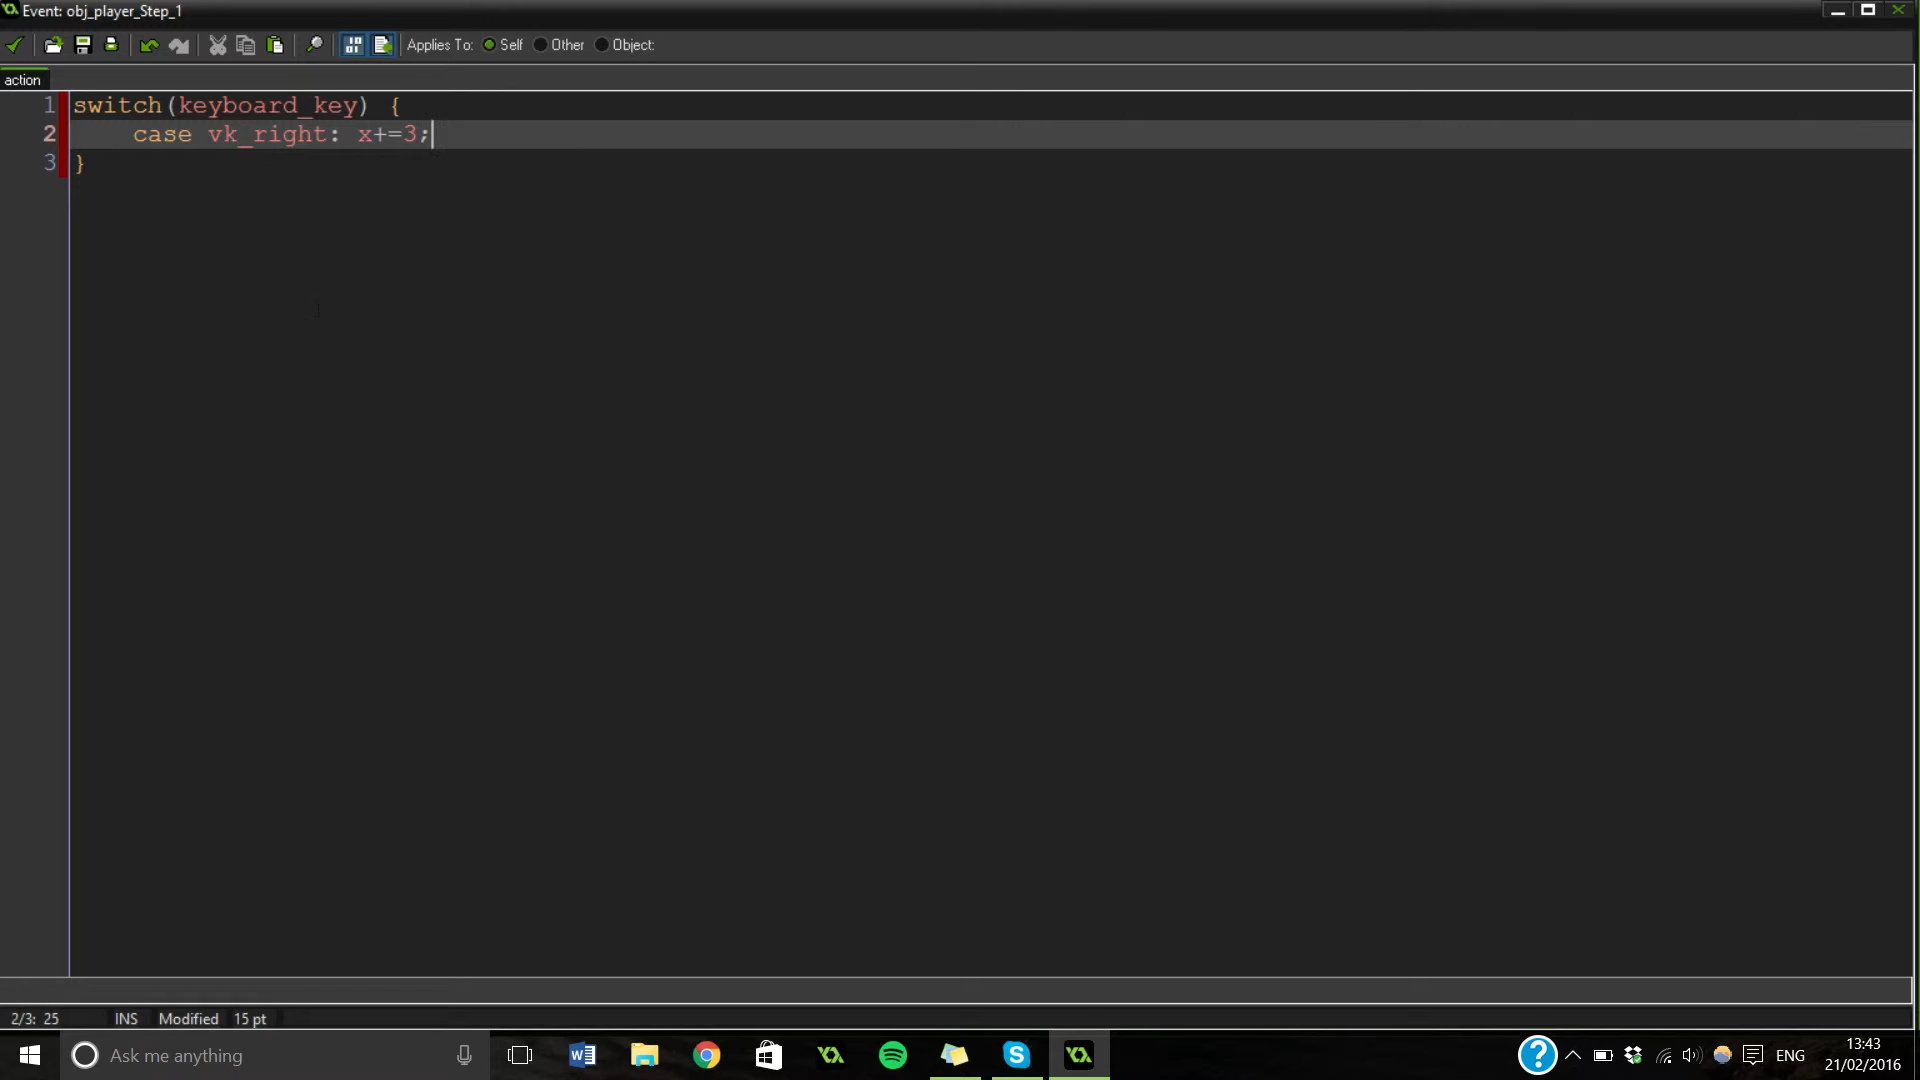 Event: obj_player_Step_1
Applies To: Self Other Object:
action
1 switch(keyboard_key) {
2 case vk_right: x+=3;
3 }
2/3: 25 INS Modified 15 pt
Ask me anything
ENG
13:43
21/02/2016